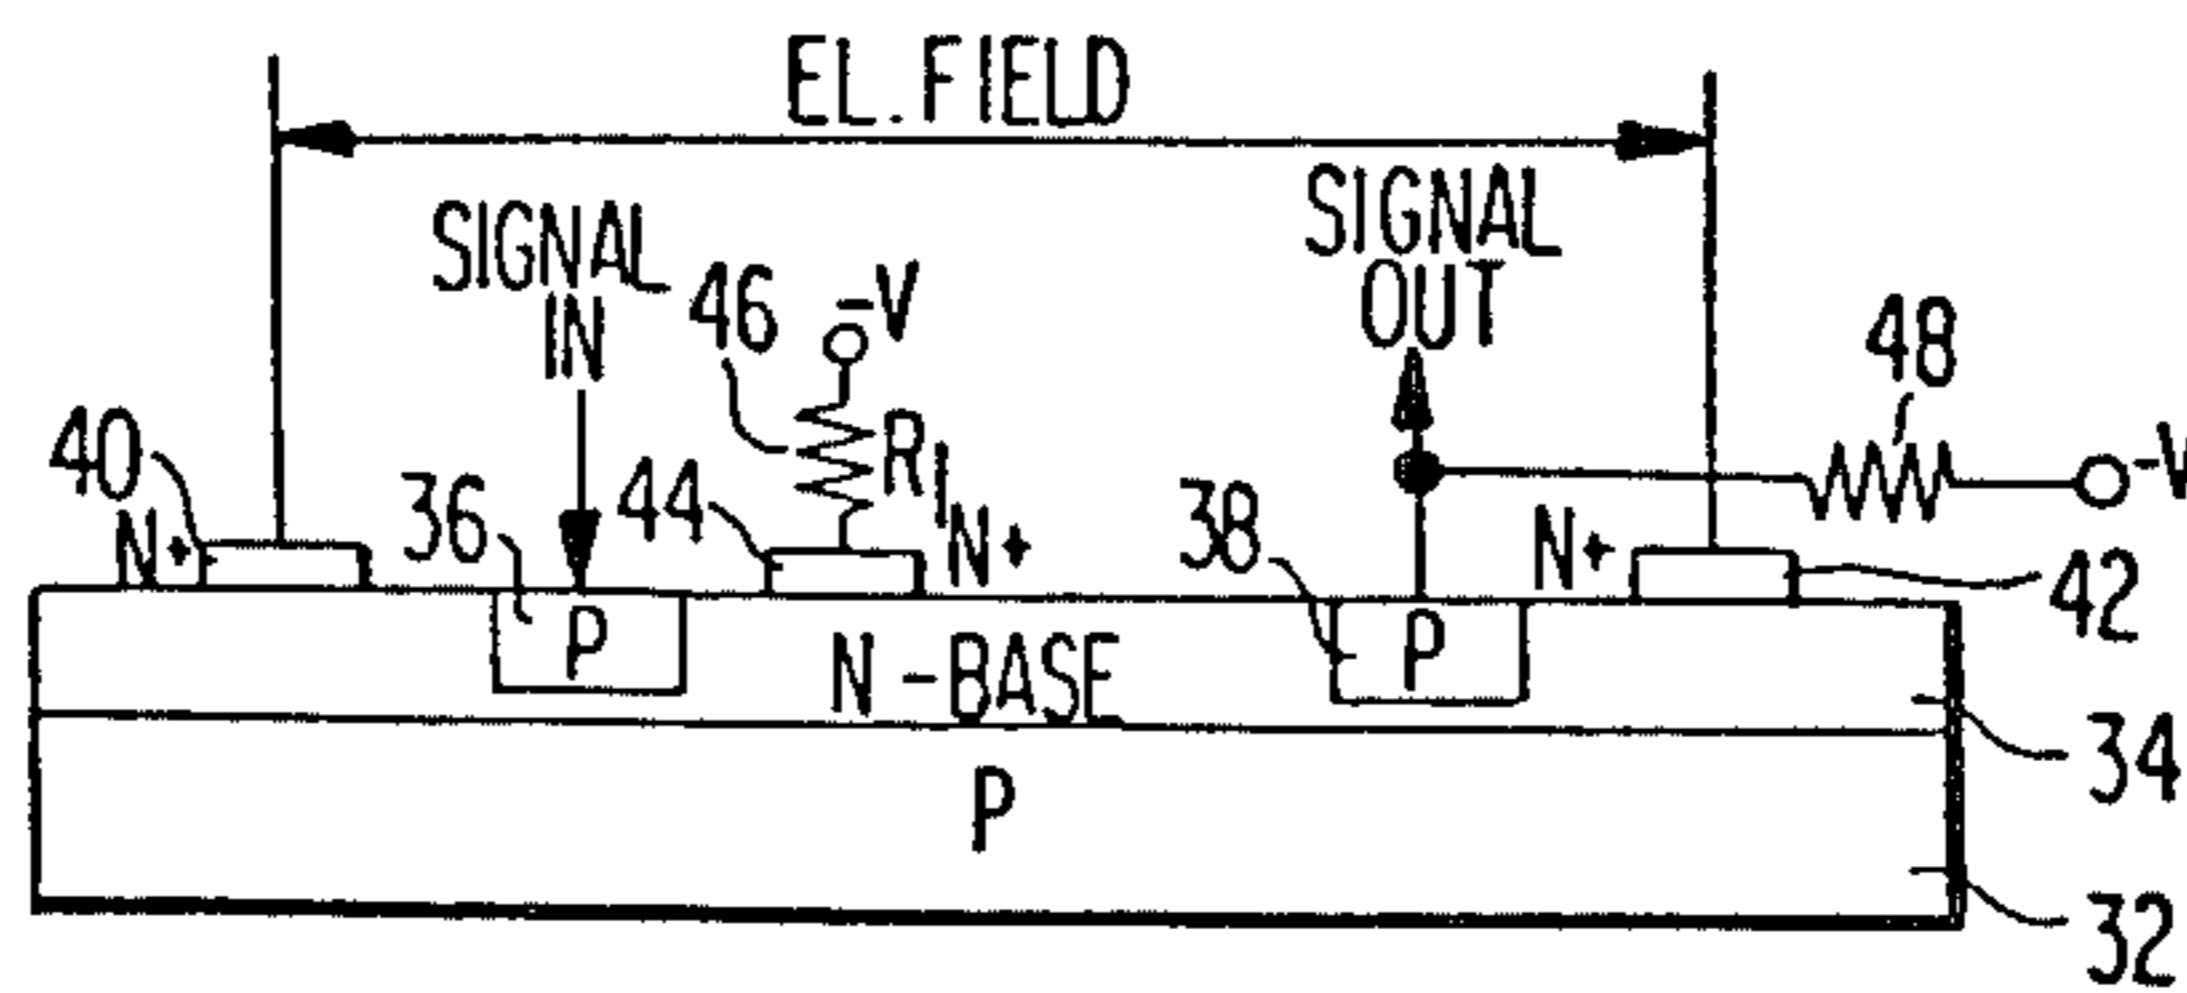 EL. FIELD
SIGNAL
IN
46
-V
SIGNAL
OUT
48
40
N+
36
44
R1
N+
38
N+
-V
42
P
N-BASE
P
34
P
32